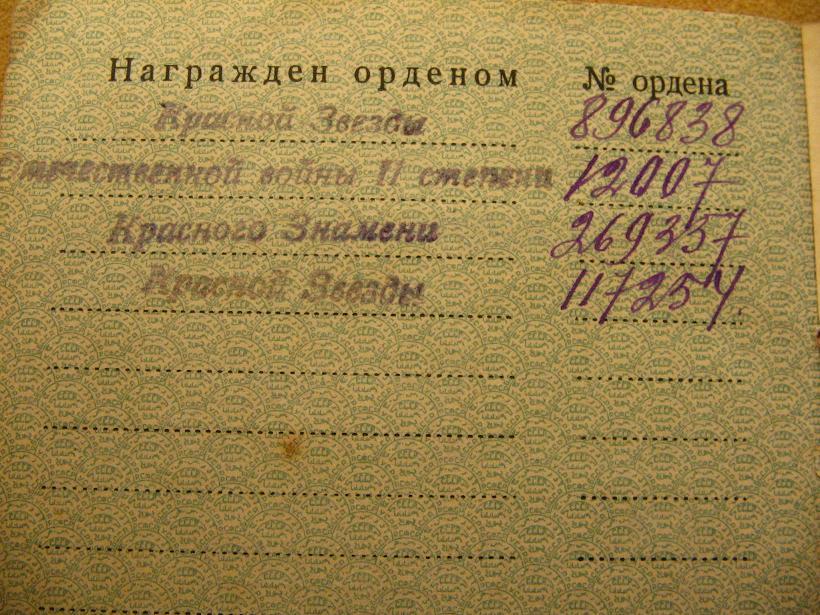 Награжден орденом № ордена
Красной Звезды 896838
Отечественной войны II степени 12007
Красного Знамени 269357
Красной Звезды 117254.